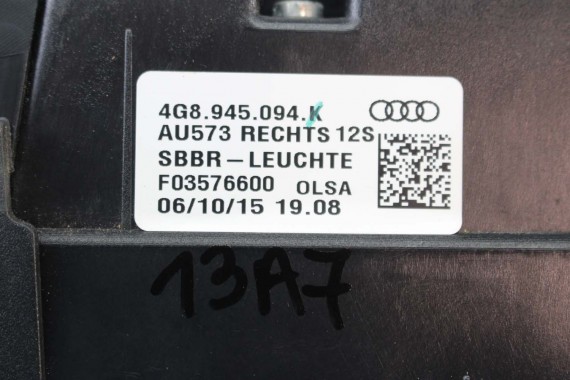 4G8.945.094.K
AU573 RECHTS 12S
SBBR-LEUCHTE
F03576600 OLSA
06/10/15 19.08
13A7